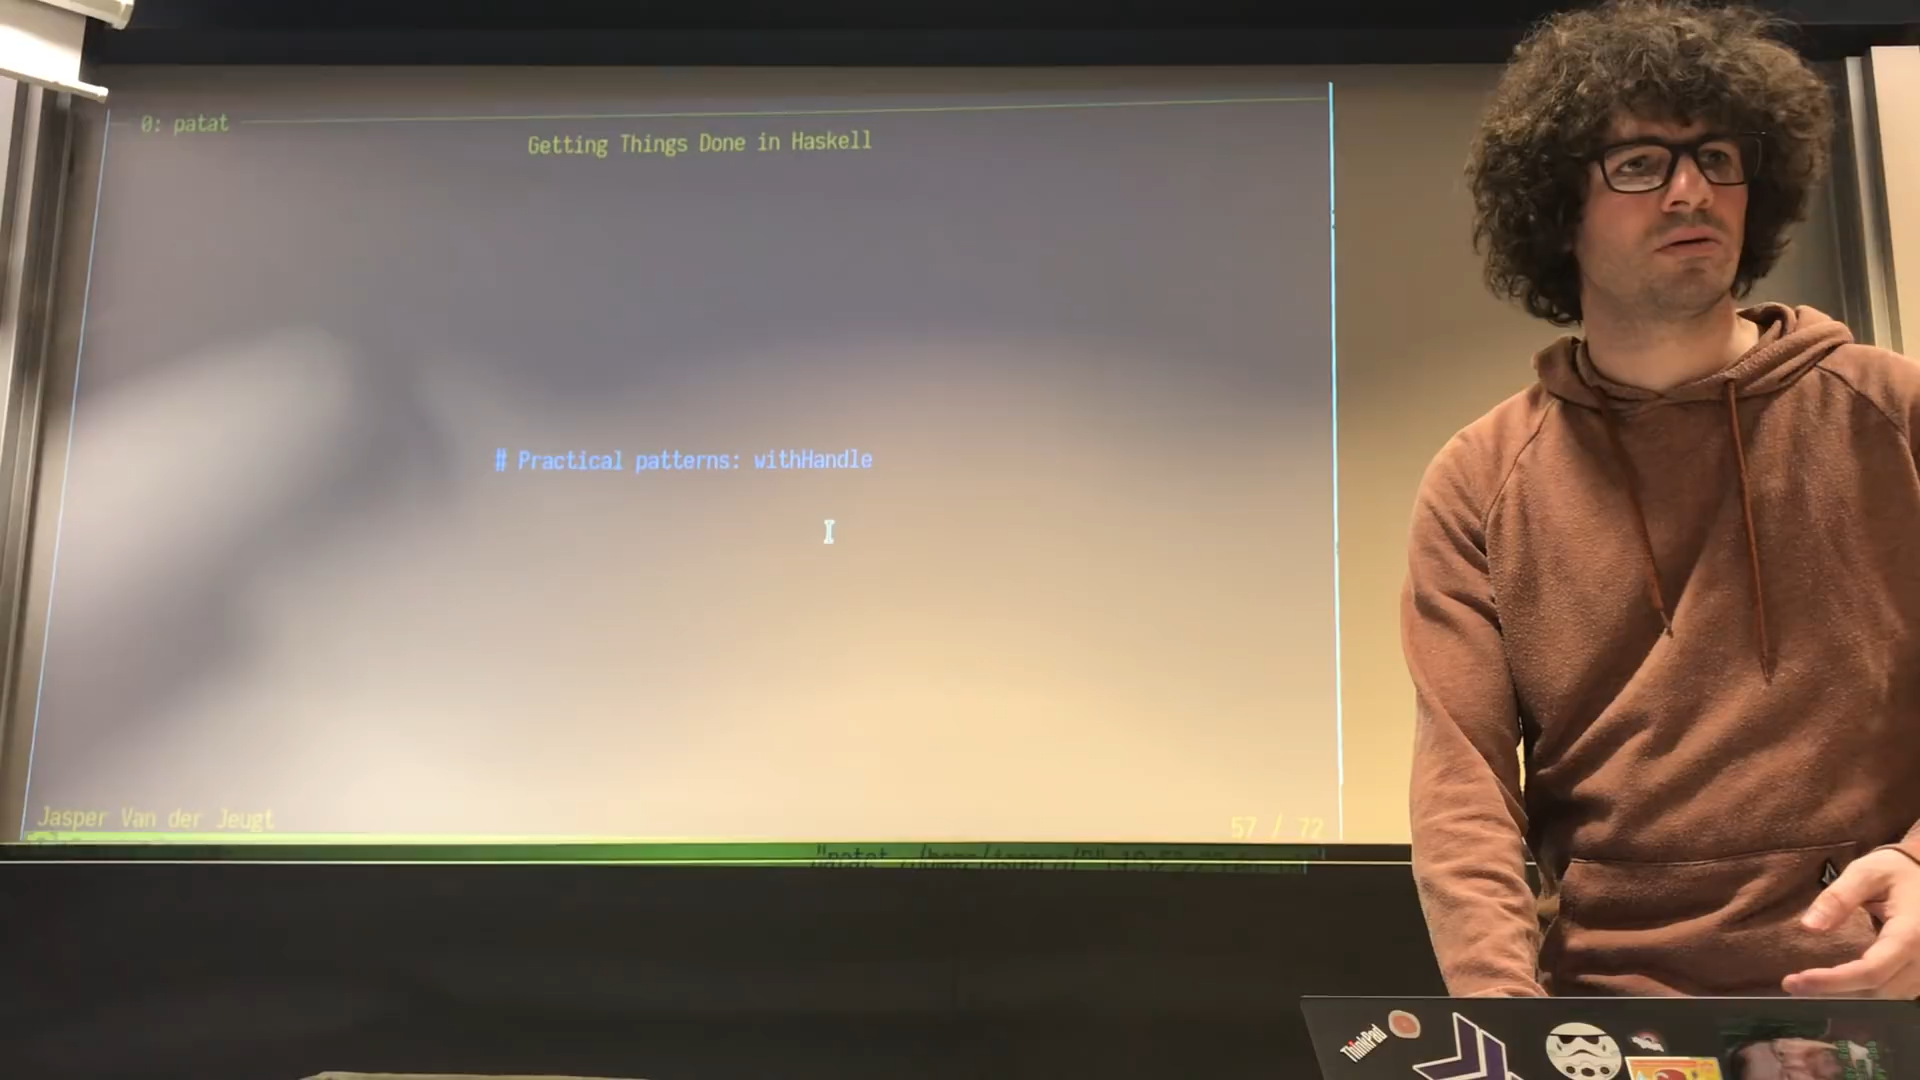 0: patat
Getting Things Done in Haskell
# Practical patterns: withHandle
Jasper Van der Jeugt
57 / 72
ThinkPad